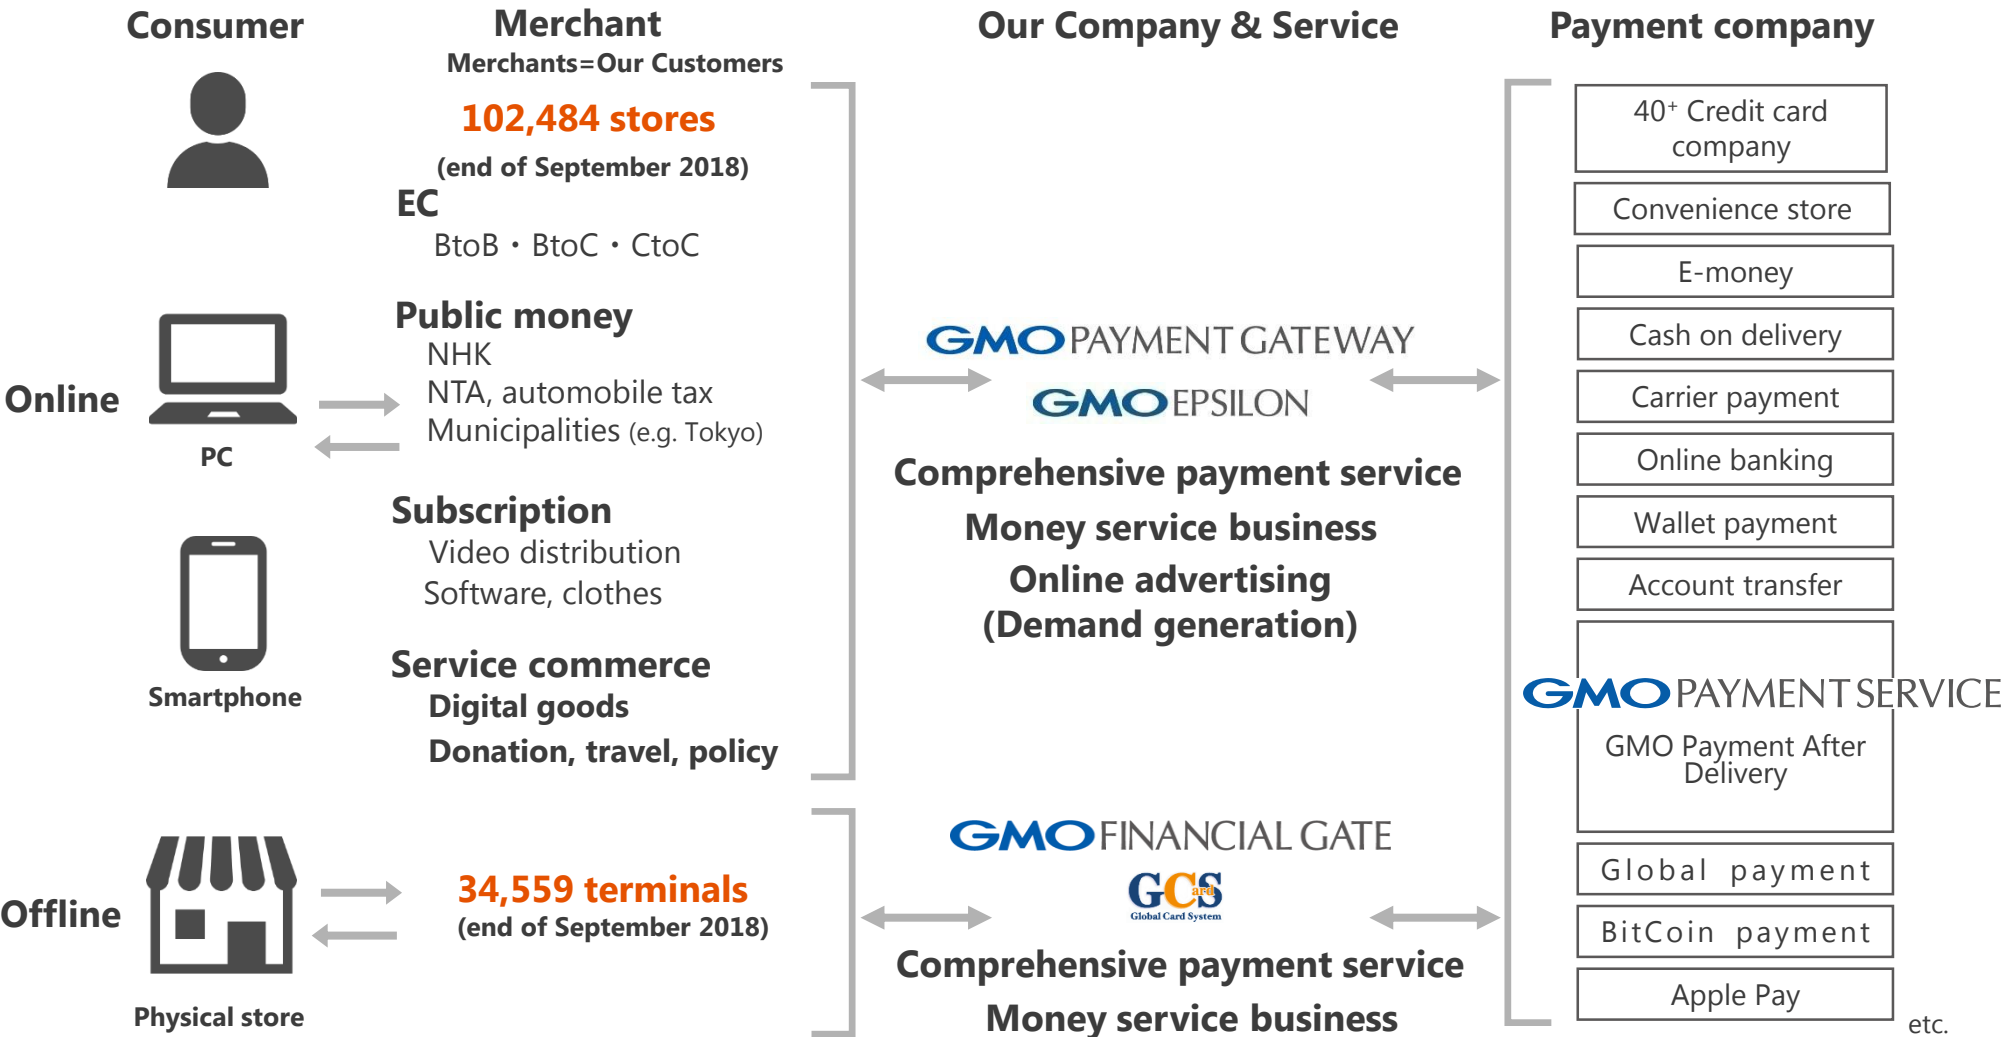 Consumer
Merchant
Merchants=Our Customers
Our Company & Service
Payment company
102,484 stores
(end of September 2018)
EC
BtoB・BtoC・CtoC
Public money
NHK
NTA, automobile tax
Municipalities (e.g. Tokyo)
Online
PC
Subscription
Video distribution
Software, clothes
Smartphone
Service commerce
Digital goods
Donation, travel, policy
GMO PAYMENT GATEWAY
GMO EPSILON
Comprehensive payment service
Money service business
Online advertising
(Demand generation)
Offline
Physical store
34,559 terminals
(end of September 2018)
GMO FINANCIAL GATE
GCardS
Global Card System
Comprehensive payment service
Money service business
40+ Credit card
company
Convenience store
E-money
Cash on delivery
Carrier payment
Online banking
Wallet payment
Account transfer
GMO PAYMENT SERVICE
GMO Payment After
Delivery
Global payment
BitCoin payment
Apple Pay
etc.